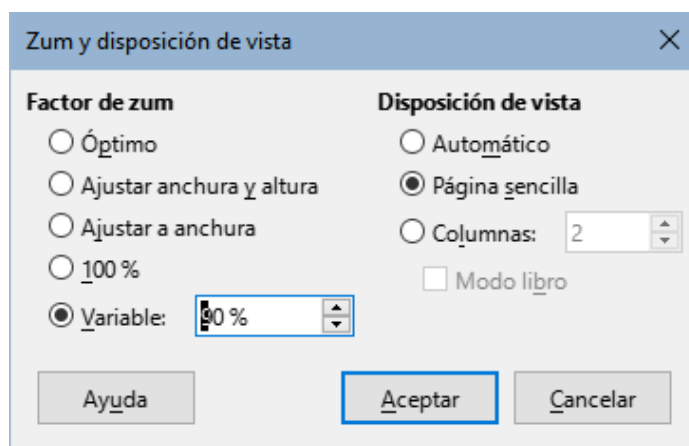 Zum y disposición de vista
Factor de zum
Óptimo
Ajustar anchura y altura
Ajustar a anchura
100 %
Variable: 90 %
Disposición de vista
Automático
Página sencilla
Columnas: 2
Modo libro
Ayuda Aceptar Cancelar